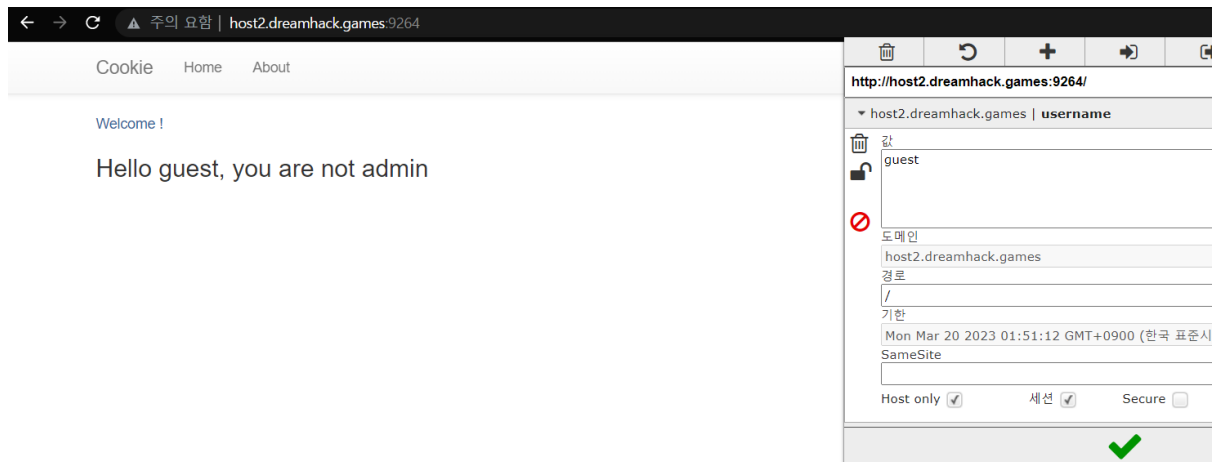 주의 요함 | host2.dreamhack.games:9264
Cookie Home About
Welcome !
Hello guest, you are not admin
http://host2.dreamhack.games:9264/
host2.dreamhack.games | username
값
guest
도메인
host2.dreamhack.games
경로
/
기한
Mon Mar 20 2023 01:51:12 GMT+0900 (한국 표준시
SameSite
Host only 세션 Secure